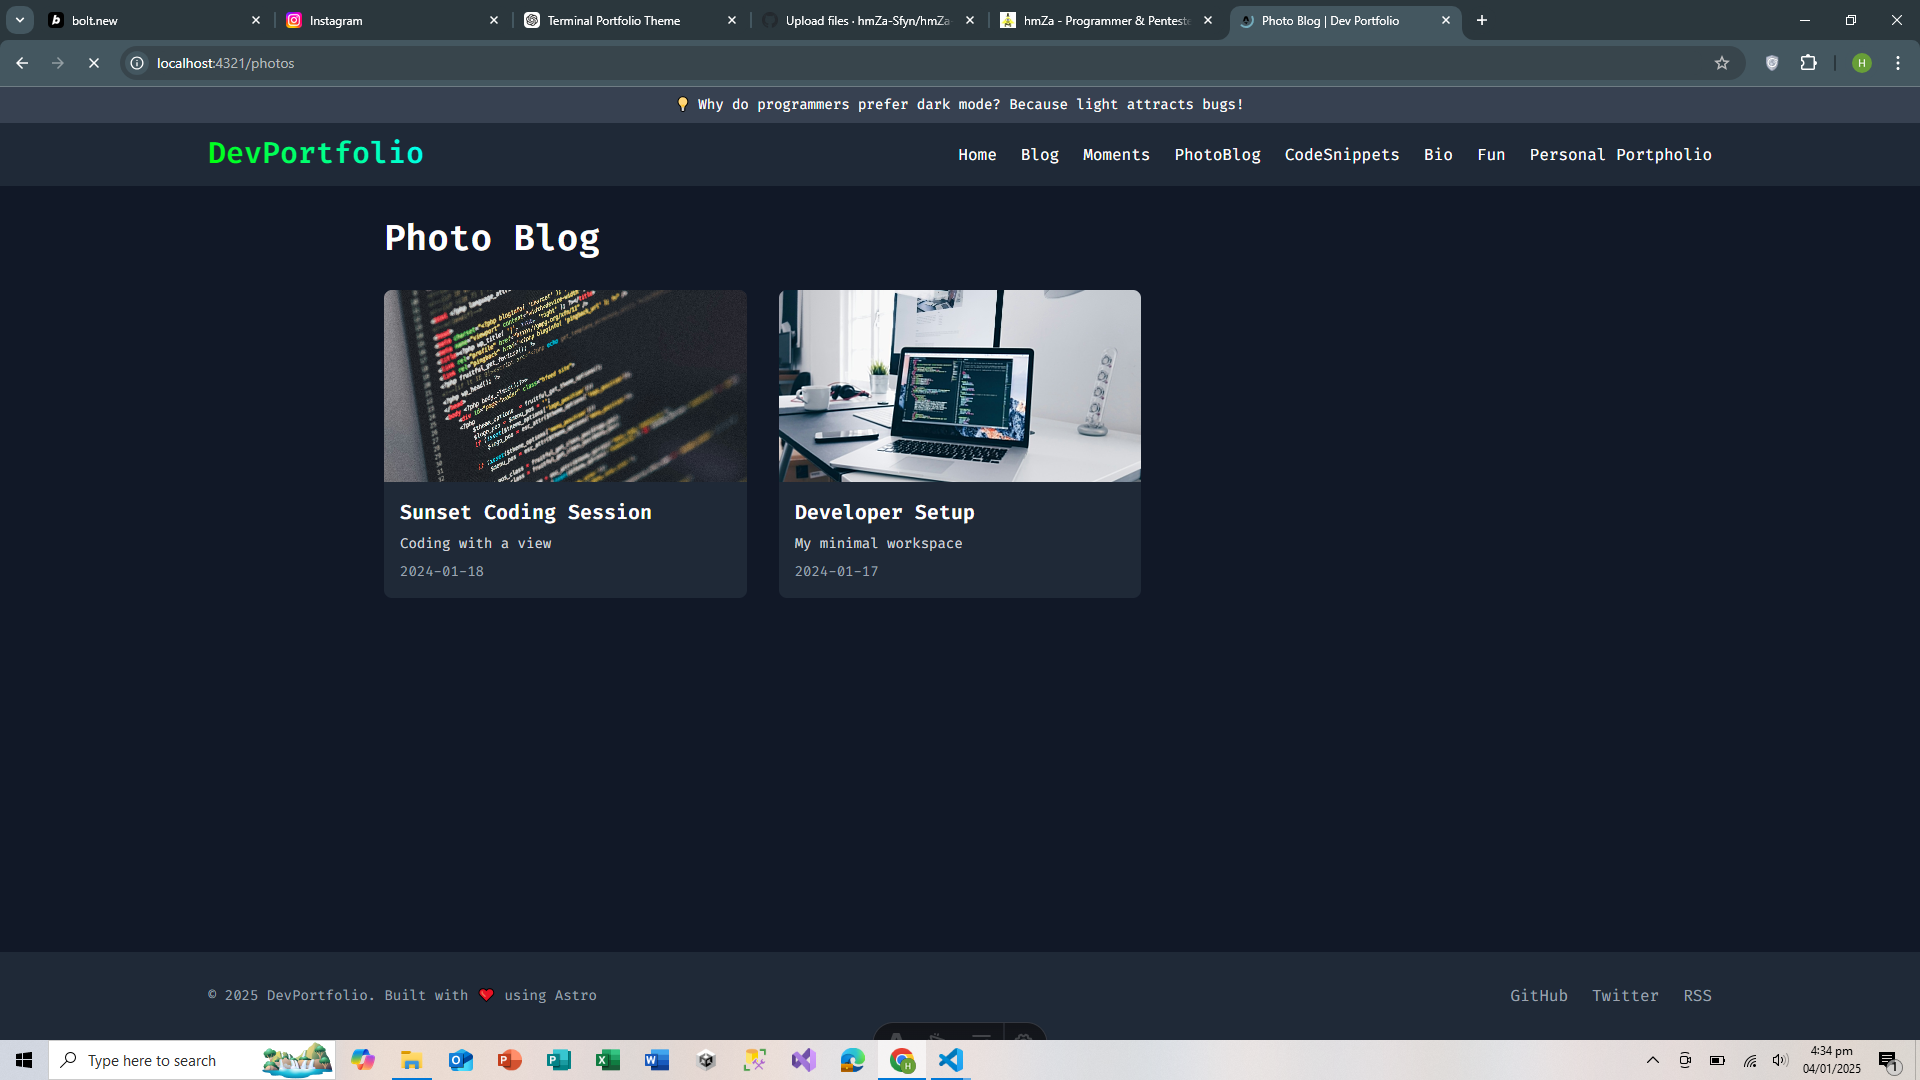 bolt.new
Instagram
Terminal Portfolio Theme
Upload files · hmZa-Sfyn/hmZa-
hmZa - Programmer & Penteste
Photo Blog | Dev Portfolio
localhost:4321/photos
H
💡 Why do programmers prefer dark mode? Because light attracts bugs!
DevPortfolio
Home
Blog
Moments
PhotoBlog
CodeSnippets
Bio
Fun
Personal Portpholio
Photo Blog
Sunset Coding Session
Coding with a view
2024-01-18
Developer Setup
My minimal workspace
2024-01-17
© 2025 DevPortfolio. Built with ❤️ using Astro
GitHub
Twitter
RSS
Type here to search
4:34 pm
04/01/2025
1